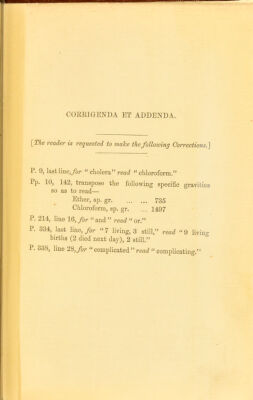 CORRIGENDA ET ADDENDA.
[The reader is requested to make the following Corrections.]
P. 9, last line, for "cholera" read "chloroform."
Pp. 10, 142, transpose the following specific gravities
so as to read—
Ether, sp. gr. ... ... 735
Chloroform, sp. gr. ... 1497
P. 214, line 16, for "and" read "or."
P. 334, last line, for "7 living, 3 still," read "9 living
births (2 died next day), 2 still."
P. 338, line 28, for "complicated" read "complicating."